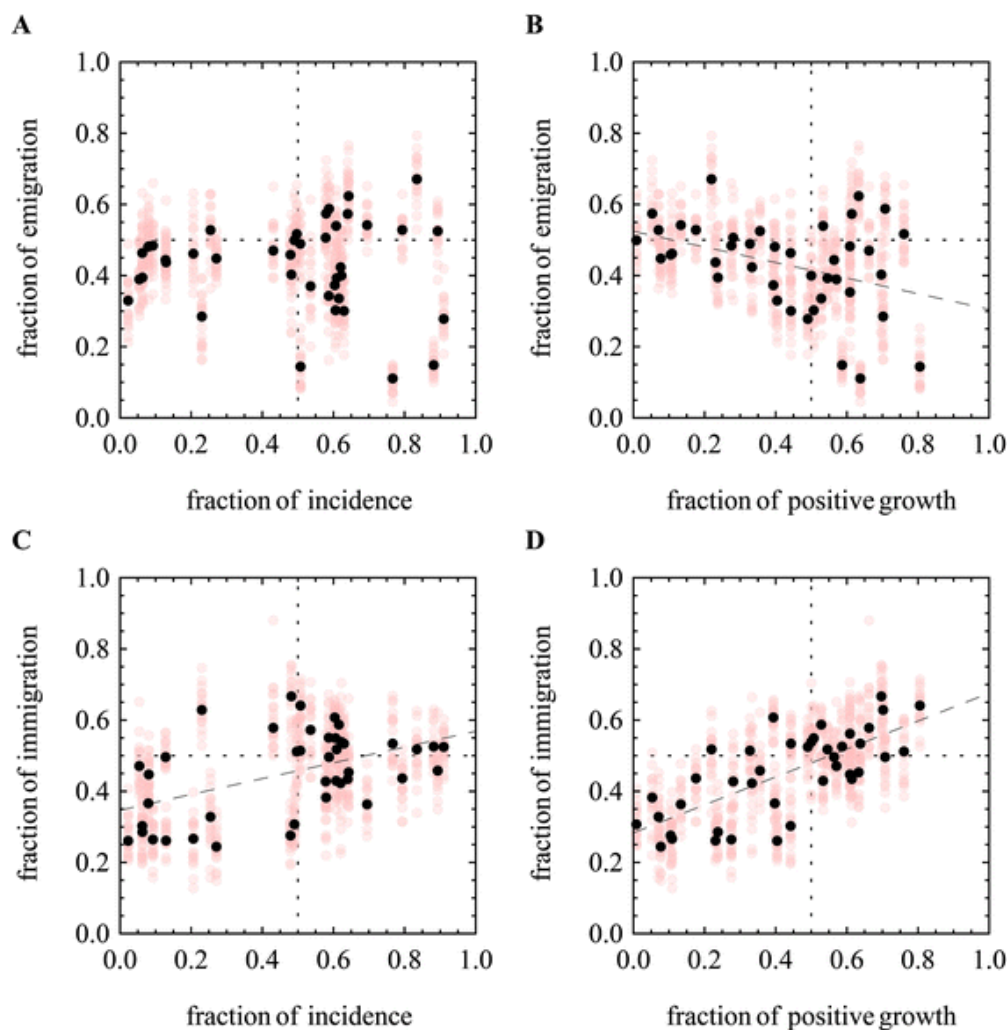 A
B
1.0
0.8
0.6
0.4
0.2
0.0
fraction of emigration
0.0 0.2 0.4 0.6 0.8 1.0
fraction of incidence
1.0
0.8
0.6
0.4
0.2
0.0
fraction of emigration
0.0 0.2 0.4 0.6 0.8 1.0
fraction of positive growth
C
D
1.0
0.8
0.6
0.4
0.2
0.0
fraction of immigration
0.0 0.2 0.4 0.6 0.8 1.0
fraction of incidence
1.0
0.8
0.6
0.4
0.2
0.0
fraction of immigration
0.0 0.2 0.4 0.6 0.8 1.0
fraction of positive growth